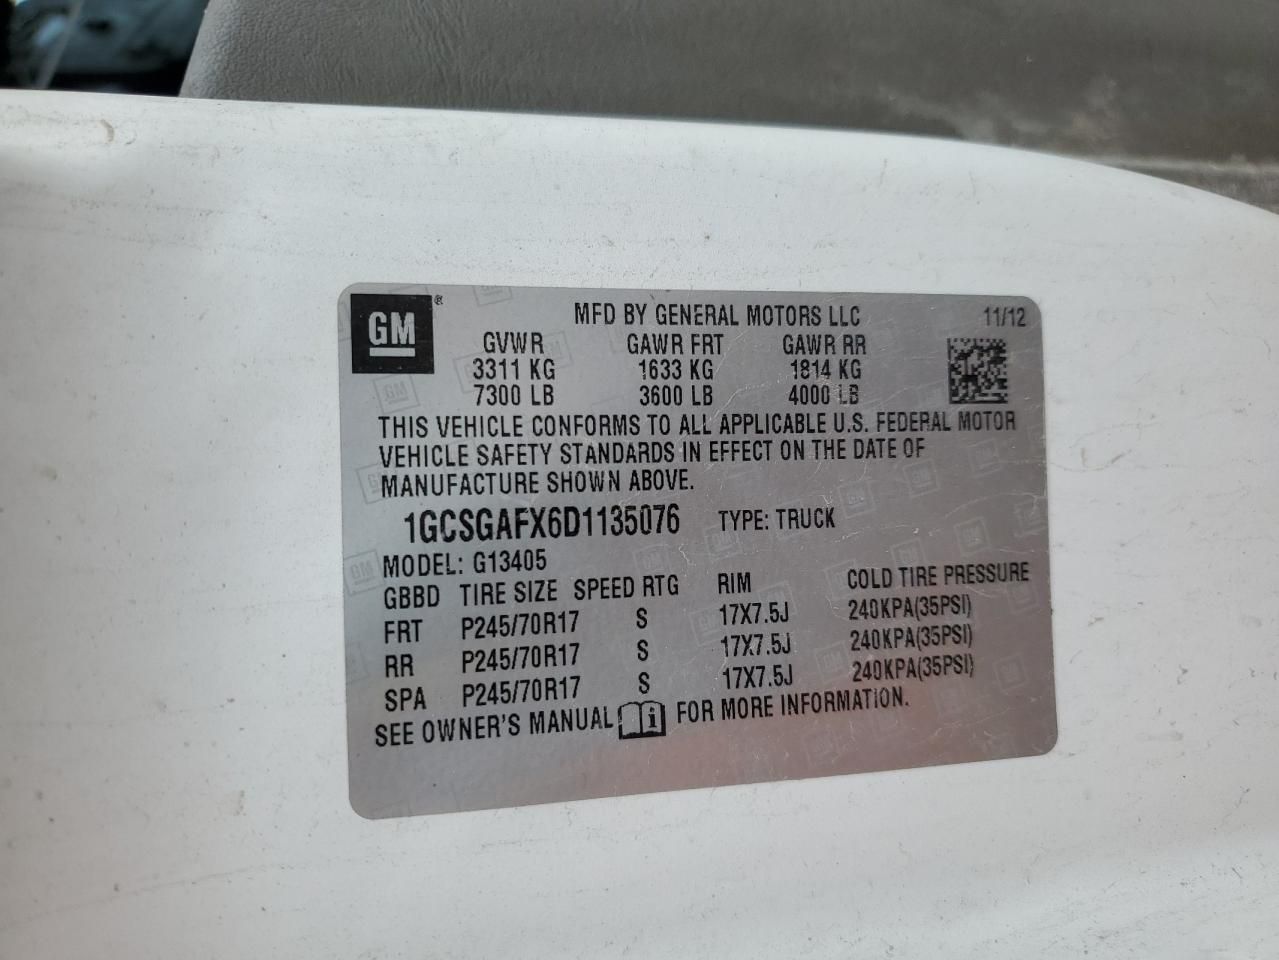 GM ®
MFD BY GENERAL MOTORS LLC 11/12
GVWR GAWR FRT GAWR RR
3311 KG 1633 KG 1814 KG
7300 LB 3600 LB 4000 LB
THIS VEHICLE CONFORMS TO ALL APPLICABLE U.S. FEDERAL MOTOR
VEHICLE SAFETY STANDARDS IN EFFECT ON THE DATE OF
MANUFACTURE SHOWN ABOVE.
1GCSGAFX6D1135076 TYPE: TRUCK
MODEL: G13405
GBBD TIRE SIZE SPEED RTG RIM COLD TIRE PRESSURE
FRT P245/70R17 S 17X7.5J 240KPA(35PSI)
RR P245/70R17 S 17X7.5J 240KPA(35PSI)
SPA P245/70R17 S 17X7.5J 240KPA(35PSI)
SEE OWNER'S MANUAL FOR MORE INFORMATION.